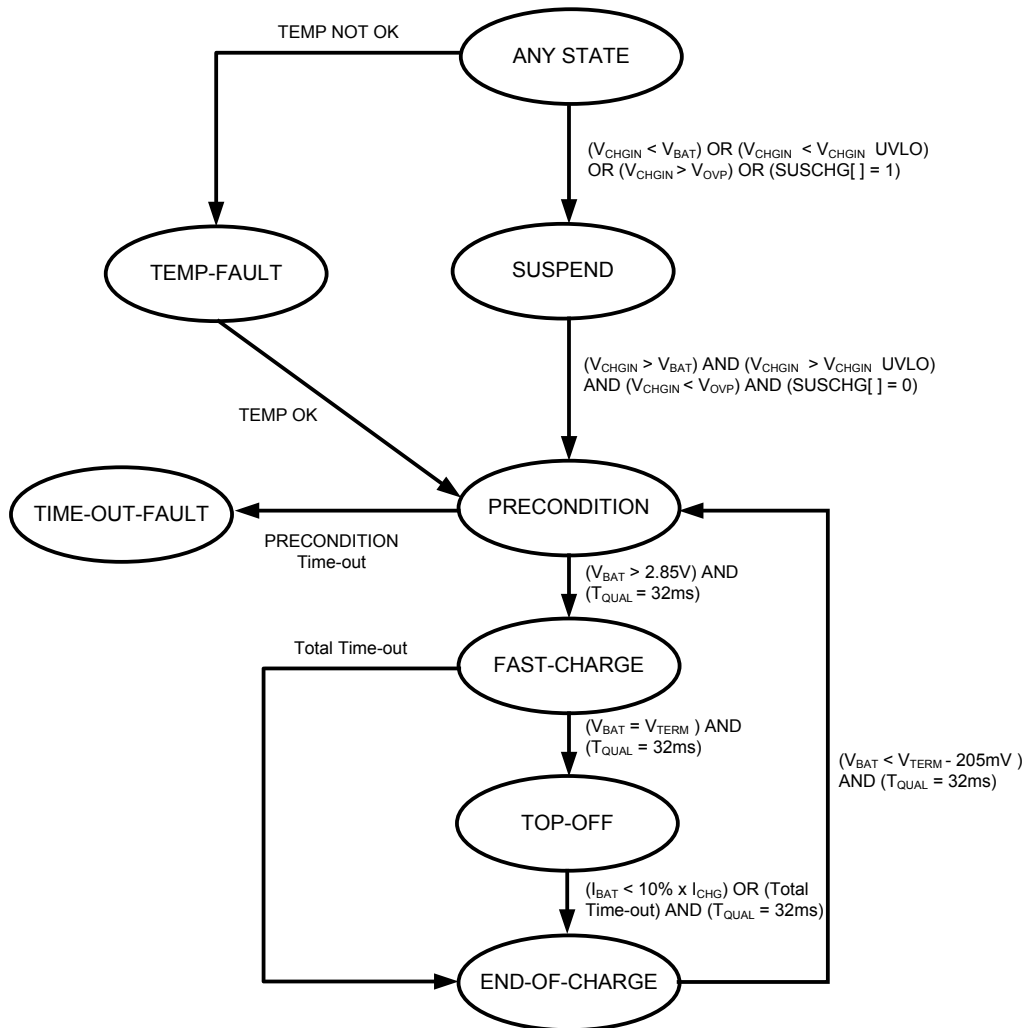 TEMP NOT OK
ANY STATE
(VCHGIN < VBAT) OR (VCHGIN < VCHGIN UVLO)
OR (VCHGIN > VOVP) OR (SUSCHG[ ] = 1)
TEMP-FAULT
SUSPEND
(VCHGIN > VBAT) AND (VCHGIN > VCHGIN UVLO)
AND (VCHGIN < VOVP) AND (SUSCHG[ ] = 0)
TEMP OK
TIME-OUT-FAULT
PRECONDITION
PRECONDITION
Time-out
(VBAT > 2.85V) AND
(TQUAL = 32ms)
Total Time-out
FAST-CHARGE
(VBAT = VTERM ) AND
(TQUAL = 32ms)
(VBAT < VTERM - 205mV )
AND (TQUAL = 32ms)
TOP-OFF
(IBAT < 10% x ICHG) OR (Total
Time-out) AND (TQUAL = 32ms)
END-OF-CHARGE